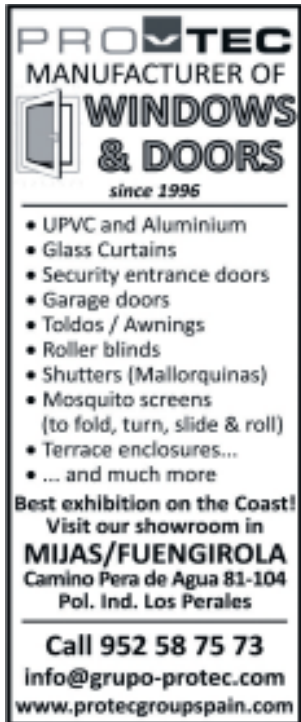 PRO TEC
MANUFACTURER OF
WINDOWS
& DOORS
since 1996
• UPVC and Aluminium
• Glass Curtains
• Security entrance doors
• Garage doors
• Toldos / Awnings
• Roller blinds
• Shutters (Mallorquinas)
• Mosquito screens
(to fold, turn, slide & roll)
• Terrace enclosures...
• ... and much more
Best exhibition on the Coast!
Visit our showroom in
MIJAS/FUENGIROLA
Camino Pera de Agua 81-104
Pol. Ind. Los Perales
Call 952 58 75 73
info@grupo-protec.com
www.protecgroupspain.com